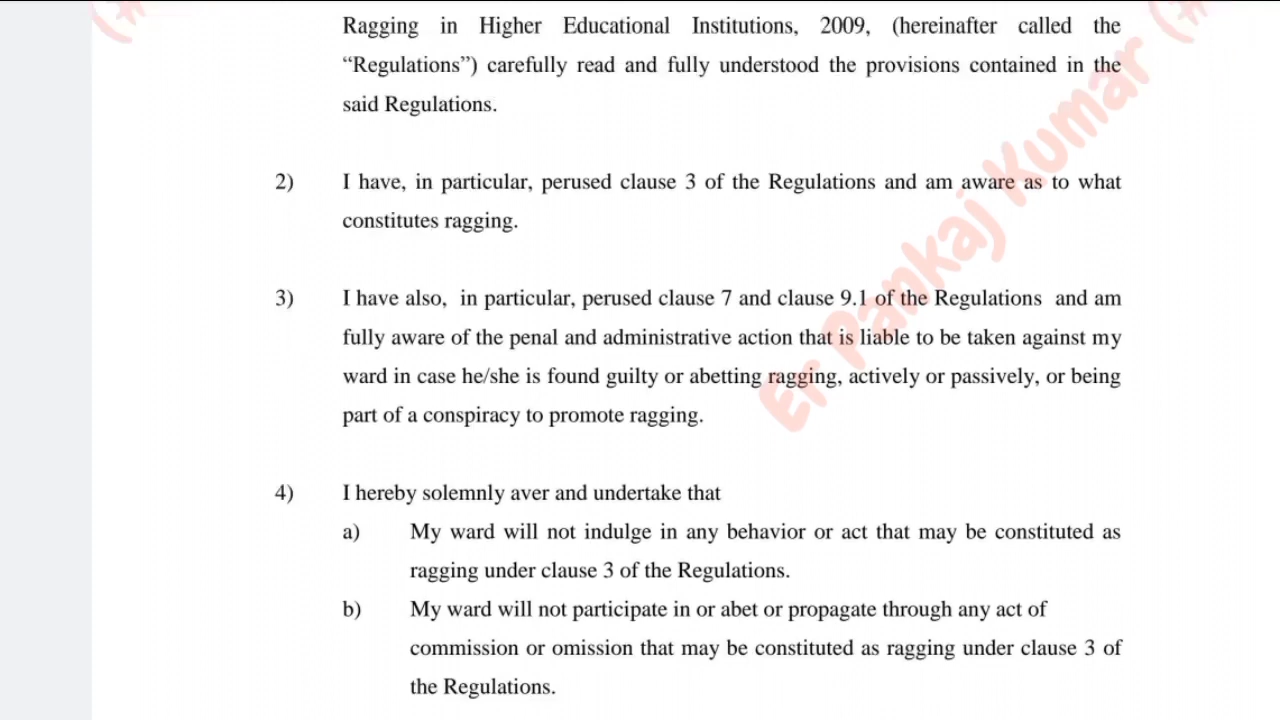 Ragging in Higher Educational Institutions, 2009, (hereinafter called the
“Regulations”) carefully read and fully understood the provisions contained in the
said Regulations.
2) I have, in particular, perused clause 3 of the Regulations and am aware as to what
constitutes ragging.
3) I have also, in particular, perused clause 7 and clause 9.1 of the Regulations and am
fully aware of the penal and administrative action that is liable to be taken against my
ward in case he/she is found guilty or abetting ragging, actively or passively, or being
part of a conspiracy to promote ragging.
4) I hereby solemnly aver and undertake that
a) My ward will not indulge in any behavior or act that may be constituted as
ragging under clause 3 of the Regulations.
b) My ward will not participate in or abet or propagate through any act of
commission or omission that may be constituted as ragging under clause 3 of
the Regulations.
Er Pankaj Kumar